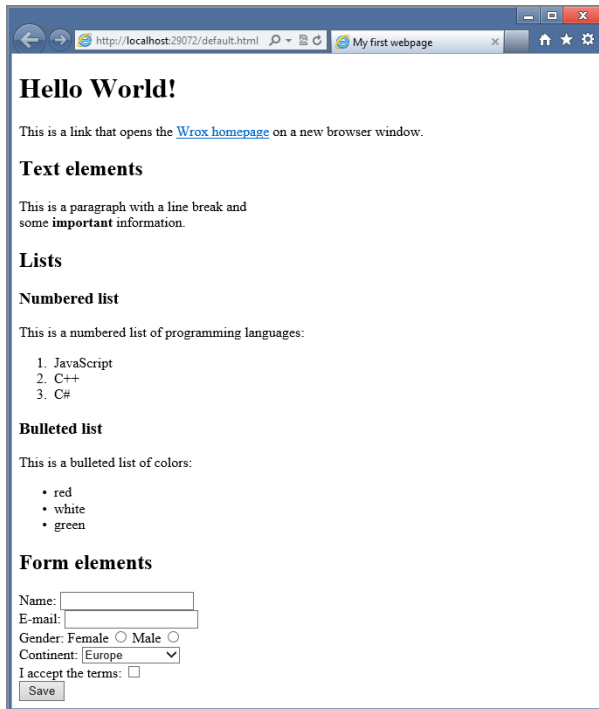 http://localhost:29072/default.html
My first webpage
Hello World!
This is a link that opens the Wrox homepage on a new browser window.
Text elements
This is a paragraph with a line break and
some important information.
Lists
Numbered list
This is a numbered list of programming languages:
1. JavaScript
2. C++
3. C#
Bulleted list
This is a bulleted list of colors:
• red
• white
• green
Form elements
Name:
E-mail:
Gender: Female Male
Continent: Europe
I accept the terms:
Save